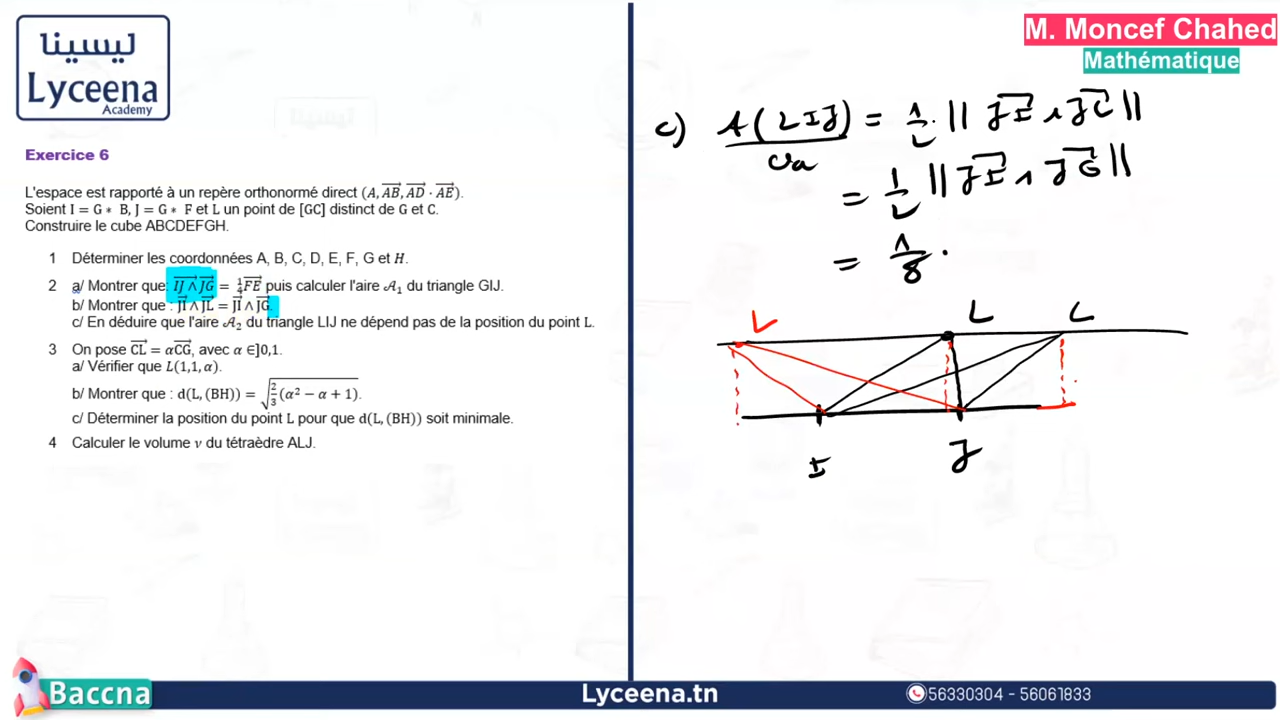 ليسينا
Lyceena
Academy
M. Moncef Chahed
Mathématique
Exercice 6
L'espace est rapporté à un repère orthonormé direct (A, A͞B, A͞D · A͞E).
Soient I = G * B, J = G * F et L un point de [GC] distinct de G et C.
Construire le cube ABCDEFGH.
1 Déterminer les coordonnées A, B, C, D, E, F, G et H.
2 a/ Montrer que: IJ ∧ JG = 1/4 FE puis calculer l'aire 𝒜₁ du triangle GIJ.
b/ Montrer que : JI ∧ JL = JI ∧ JG.
c/ En déduire que l'aire 𝒜₂ du triangle LIJ ne dépend pas de la position du point L.
3 On pose CL = αCG, avec α ∈]0,1.
a/ Vérifier que L(1,1, α).
b/ Montrer que : d(L, (BH)) = √(2/3 (α² − α + 1)).
c/ Déterminer la position du point L pour que d(L, (BH)) soit minimale.
4 Calculer le volume v du tétraèdre ALJ.
c) A(LIJ) = 1/2 · || JI ∧ JL ||
Ua
= 1/2 || JI ∧ JG ||
= 1/8 ·
L L L
I J
Baccna
Lyceena.tn
56330304 - 56061833